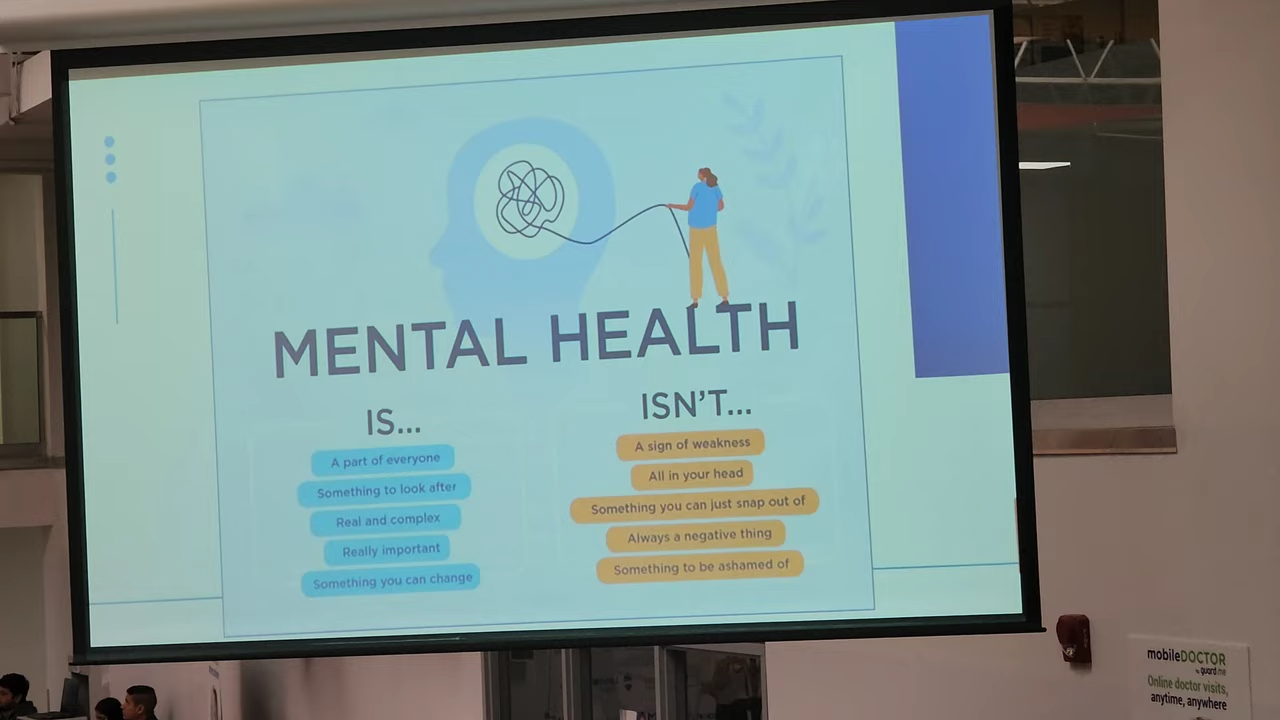 MENTAL HEALTH
IS...
A part of everyone
Something to look after
Real and complex
Really important
Something you can change
ISN'T...
A sign of weakness
All in your head
Something you can just snap out of
Always a negative thing
Something to be ashamed of
mobileDOCTOR
by guard.me
Online doctor visits,
anytime, anywhere